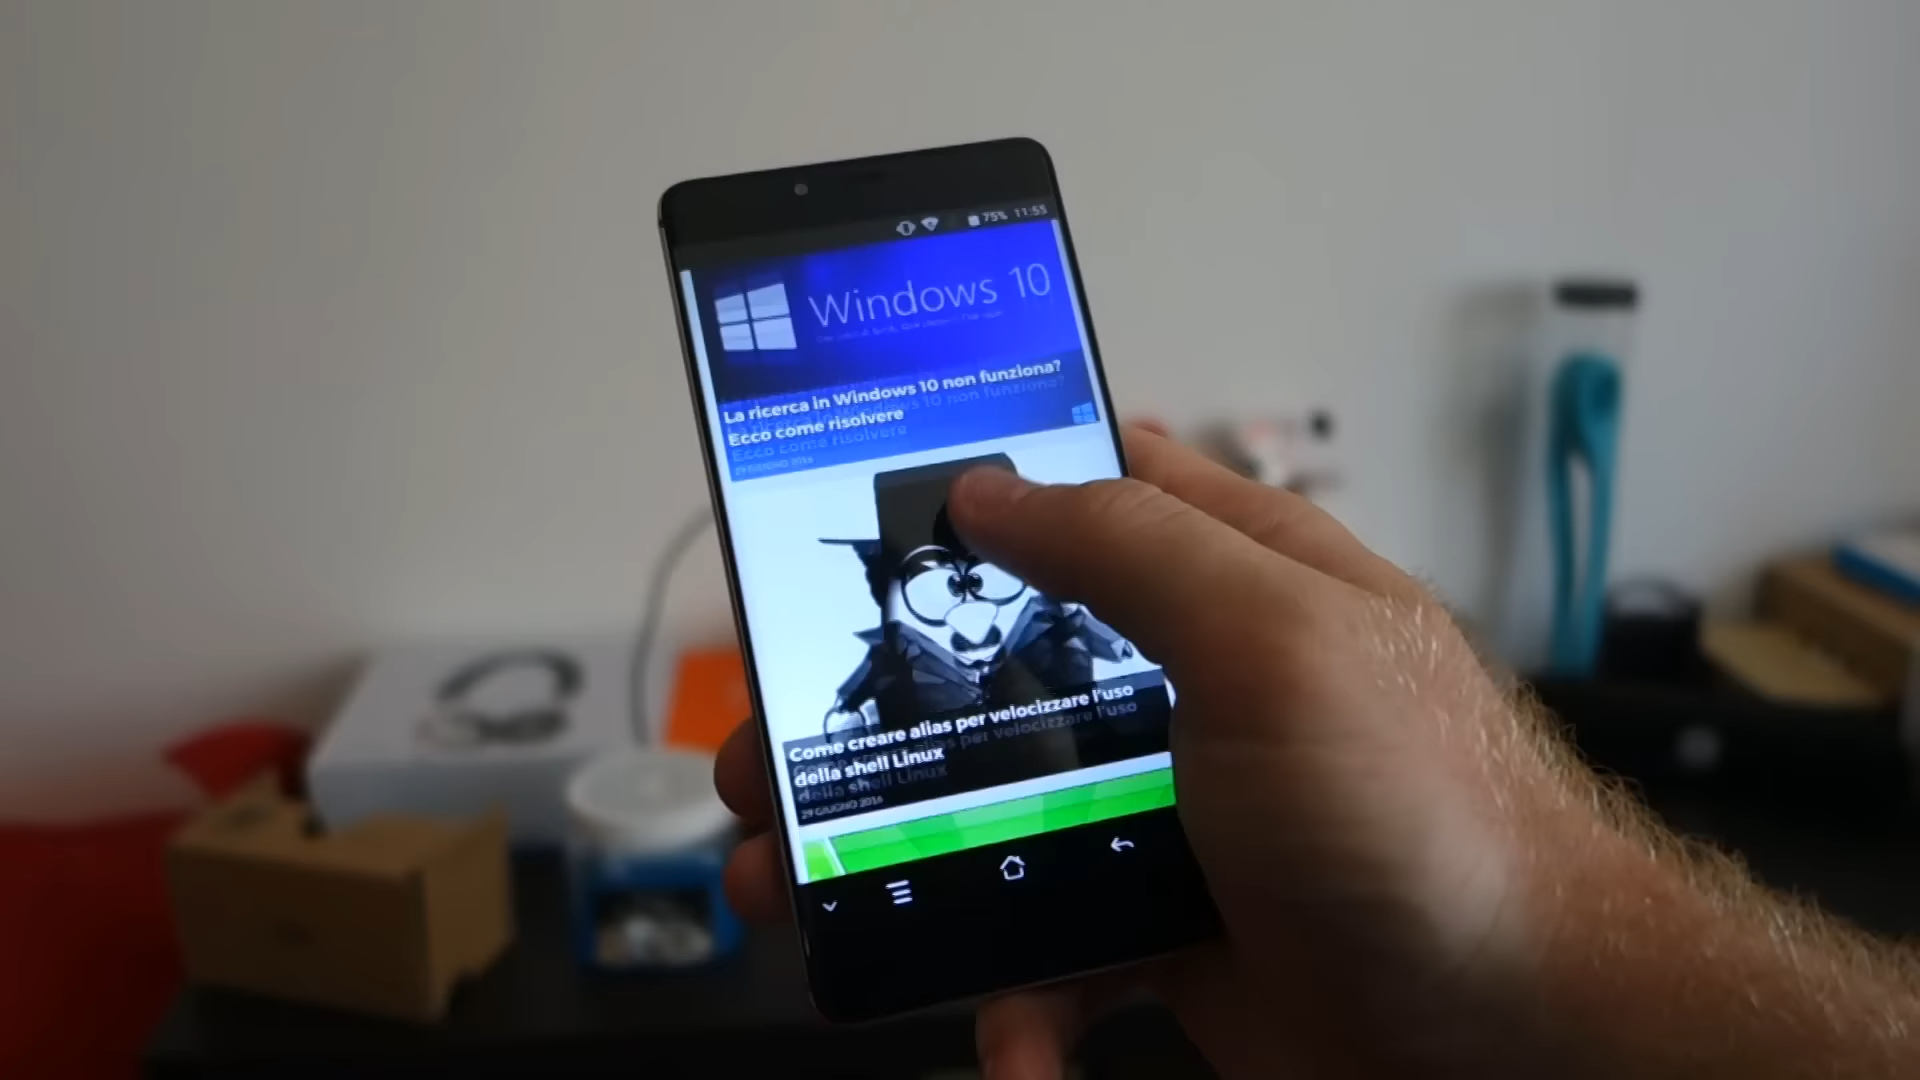 75% 11:55
Windows 10
La ricerca in Windows 10 non funziona?
Ecco come risolvere
29 GIUGNO 2016
Come creare alias per velocizzare l'uso
della shell Linux
29 GIUGNO 2016